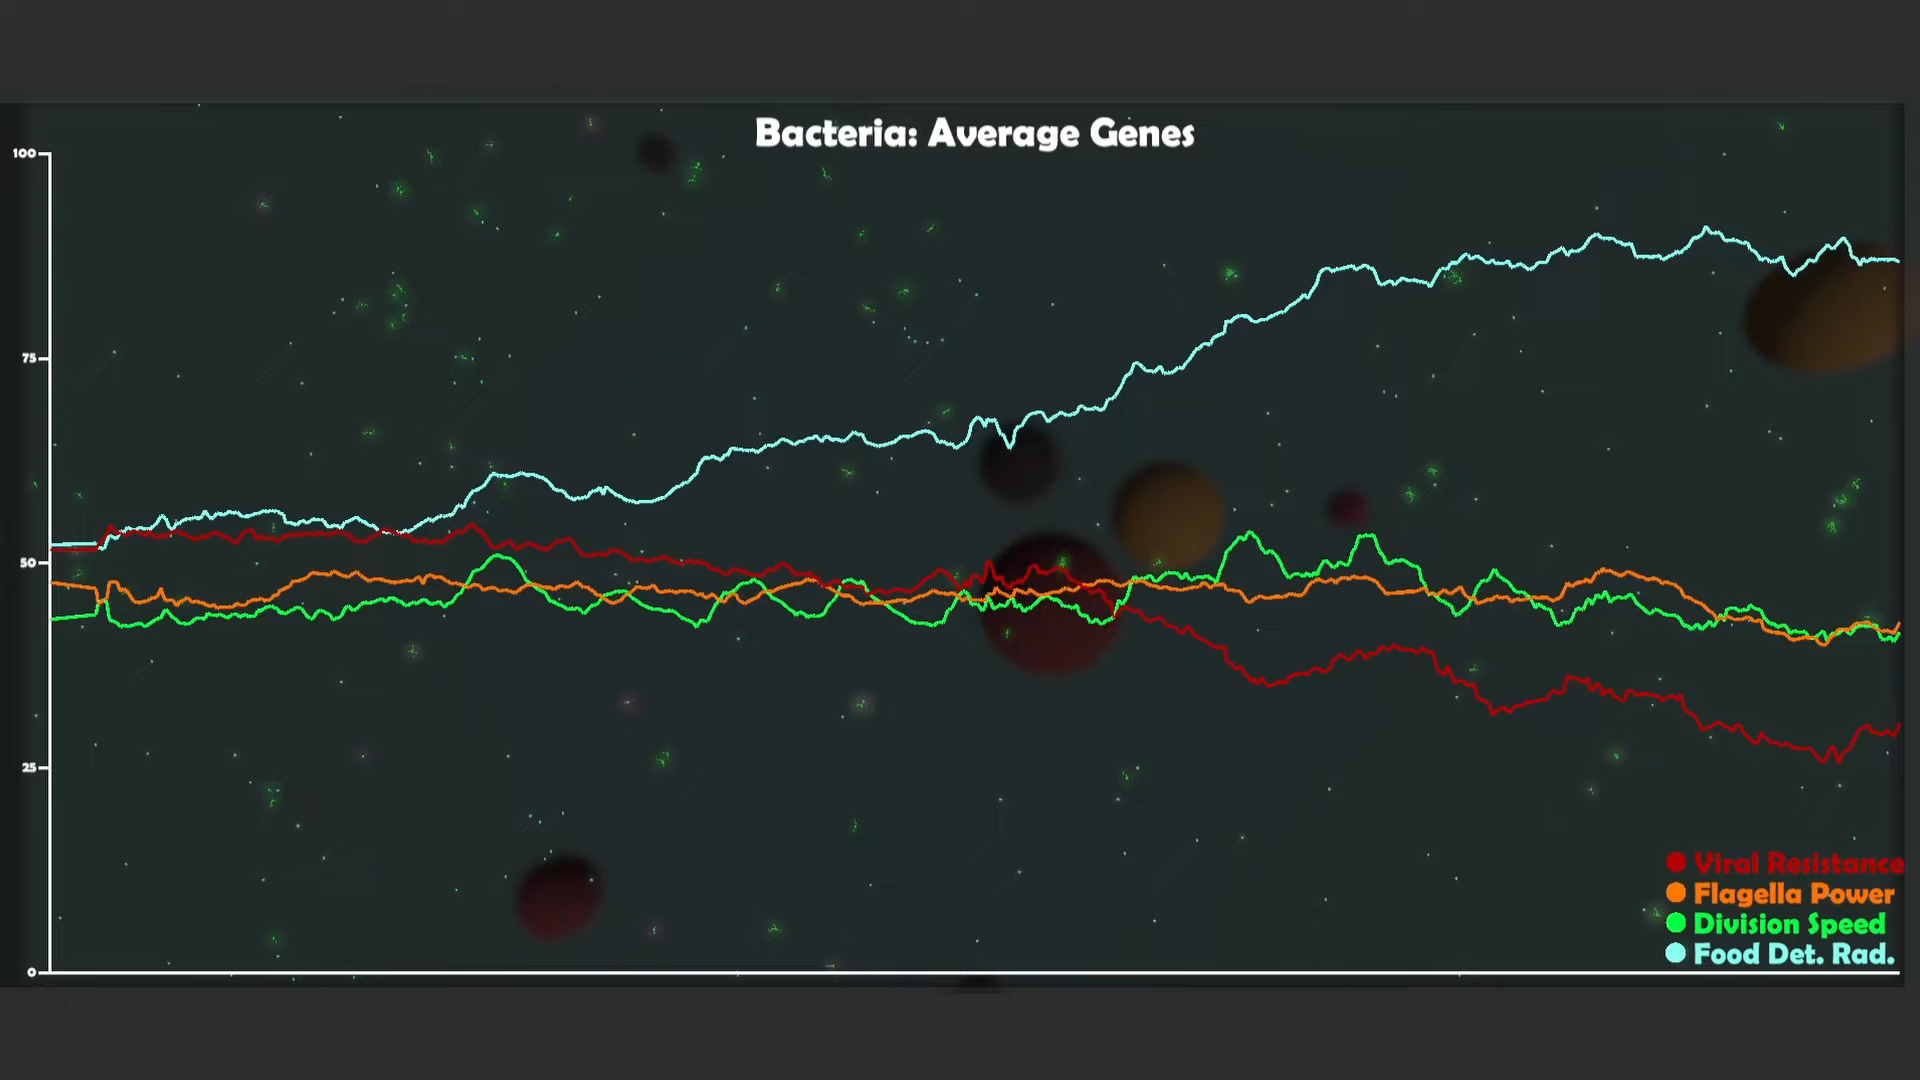 Bacteria: Average Genes
100
75
50
25
0
Viral Resistance
Flagella Power
Division Speed
Food Det. Rad.